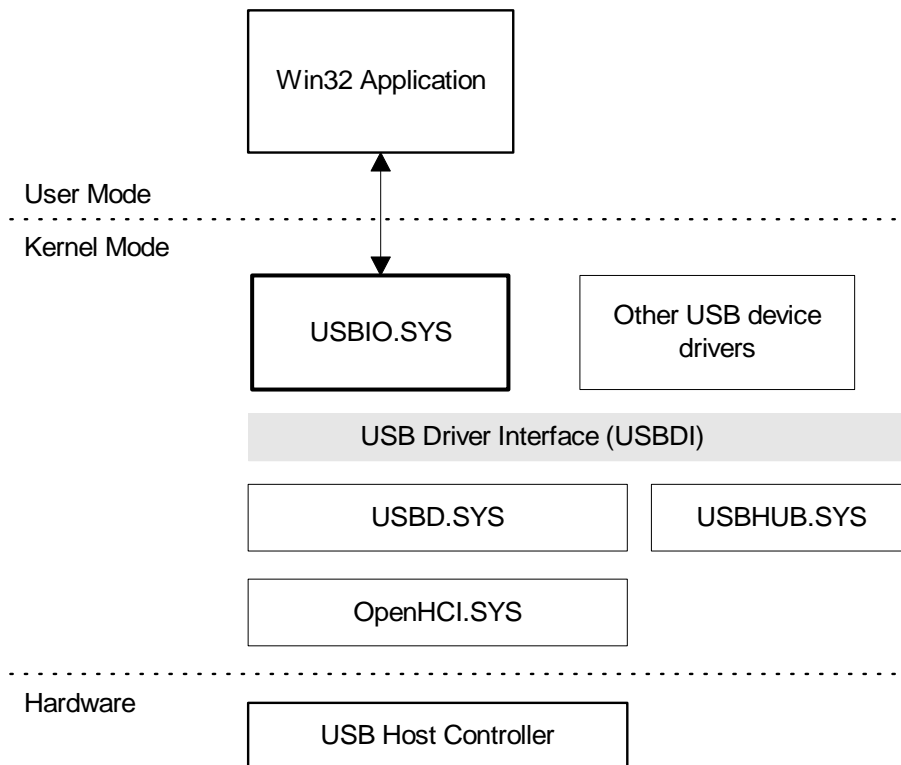 Win32 Application
User Mode
Kernel Mode
USBIO.SYS
Other USB device
drivers
USB Driver Interface (USBDI)
USBD.SYS
USBHUB.SYS
OpenHCI.SYS
Hardware
USB Host Controller